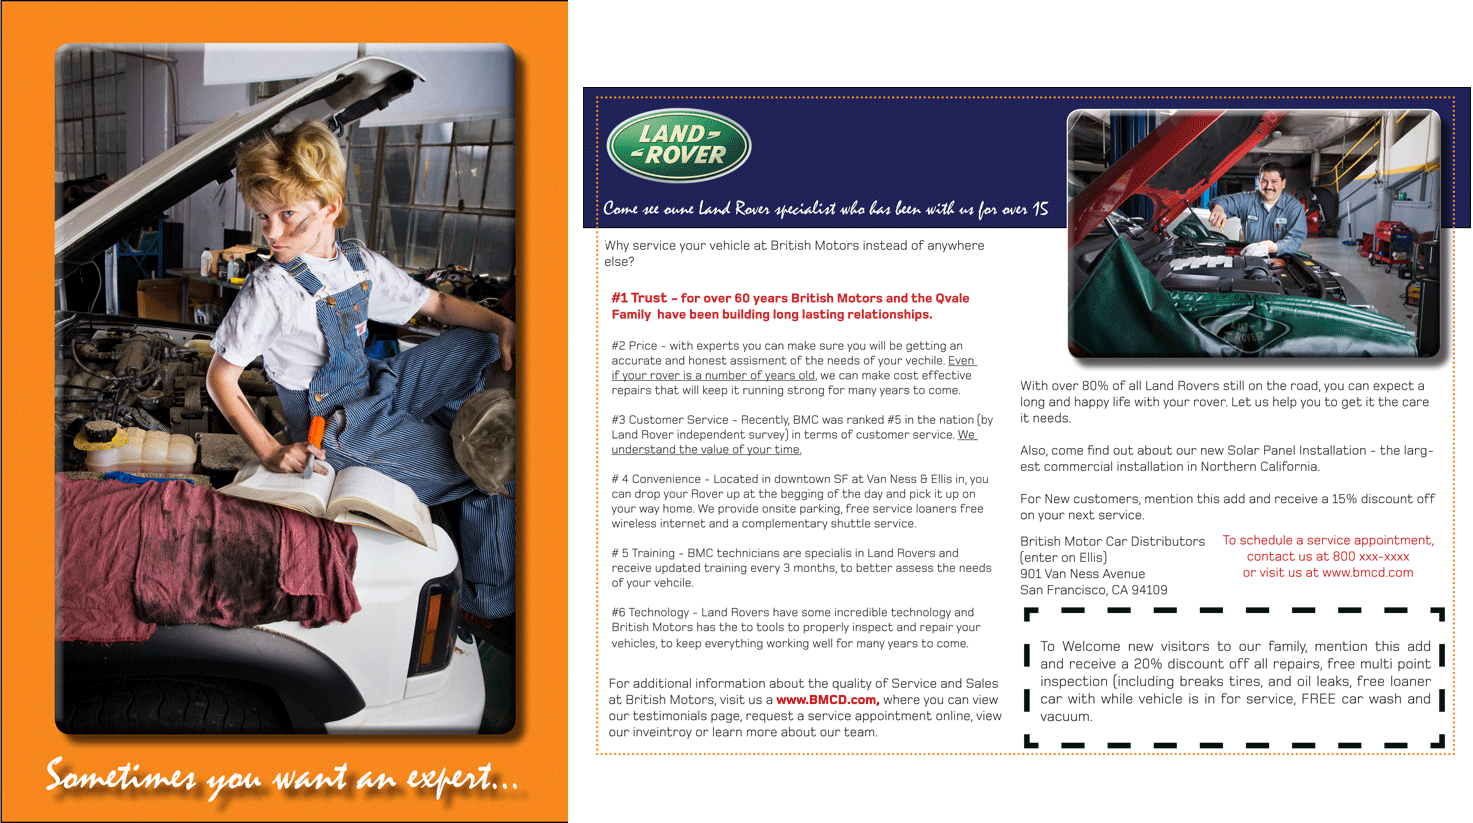 Sometimes you want an expert...
LAND-
-ROVER
Come see oune Land Rover specialist who has been with us for over 15
Why service your vehicle at British Motors instead of anywhere
else?
#1 Trust - for over 60 years British Motors and the Qvale
Family have been building long lasting relationships.
#2 Price - with experts you can make sure you will be getting an
accurate and honest assisment of the needs of your vechile. Even
if your rover is a number of years old, we can make cost effective
repairs that will keep it running strong for many years to come.
#3 Customer Service - Recently, BMC was ranked #5 in the nation (by
Land Rover independent survey) in terms of customer service. We
understand the value of your time.
# 4 Convenience - Located in downtown SF at Van Ness & Ellis in, you
can drop your Rover up at the begging of the day and pick it up on
your way home. We provide onsite parking, free service loaners free
wireless internet and a complementary shuttle service.
# 5 Training - BMC technicians are specialis in Land Rovers and
receive updated training every 3 months, to better assess the needs
of your vehcile.
#6 Technology - Land Rovers have some incredible technology and
British Motors has the to tools to properly inspect and repair your
vehicles, to keep everything working well for many years to come.
For additional information about the quality of Service and Sales
at British Motors, visit us a www.BMCD.com, where you can view
our testimonials page, request a service appointment online, view
our inveintroy or learn more about our team.
LAND
ROVER
With over 80% of all Land Rovers still on the road, you can expect a
long and happy life with your rover. Let us help you to get it the care
it needs.
Also, come find out about our new Solar Panel Installation - the larg-
est commercial installation in Northern California.
For New customers, mention this add and receive a 15% discount off
on your next service.
British Motor Car Distributors
(enter on Ellis)
901 Van Ness Avenue
San Francisco, CA 94109
To schedule a service appointment,
contact us at 800 xxx-xxxx
or visit us at www.bmcd.com
To Welcome new visitors to our family, mention this add
and receive a 20% discount off all repairs, free multi point
inspection (including breaks tires, and oil leaks, free loaner
car with while vehicle is in for service, FREE car wash and
vacuum.